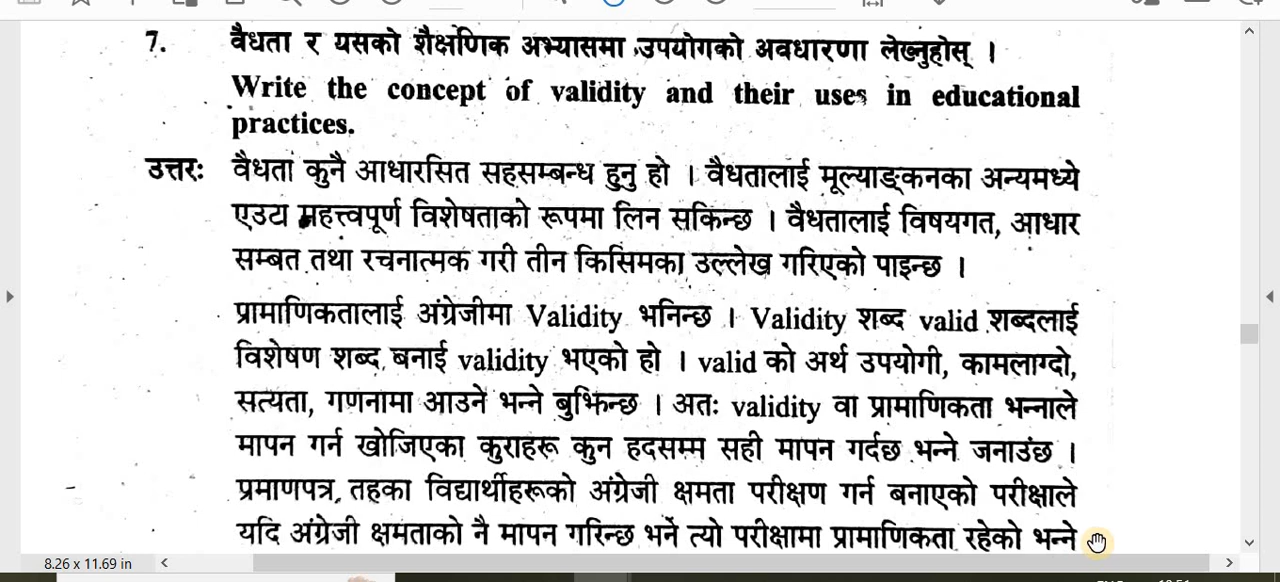 7. वैधता र यसको शैक्षणिक अभ्यासमा उपयोगको अवधारणा लेख्नुहोस् ।
Write the concept of validity and their uses in educational
practices.
उत्तरः वैधता कुनै आधारसित सहसम्बन्ध हुनु हो । वैधतालाई मूल्याङ्कनका अन्यमध्ये
एउटा महत्त्वपूर्ण विशेषताको रूपमा लिन सकिन्छ । वैधतालाई विषयगत, आधार
सम्बत तथा रचनात्मक गरी तीन किसिमका उल्लेख गरिएको पाइन्छ ।
प्रामाणिकतालाई अंग्रेजीमा Validity भनिन्छ । Validity शब्द valid शब्दलाई
विशेषण शब्द बनाई validity भएको हो । valid को अर्थ उपयोगी, कामलाग्दो,
सत्यता, गणनामा आउने भन्ने बुझिन्छ । अतः validity वा प्रामाणिकता भन्नाले
मापन गर्न खोजिएका कुराहरू कुन हदसम्म सही मापन गर्दछ भन्ने जनाउंछ ।
प्रमाणपत्र तहका विद्यार्थीहरूको अंग्रेजी क्षमता परीक्षण गर्न बनाएको परीक्षाले
यदि अंग्रेजी क्षमताको नै मापन गरिन्छ भने त्यो परीक्षामा प्रामाणिकता रहेको भन्ने
8.26 x 11.69 in